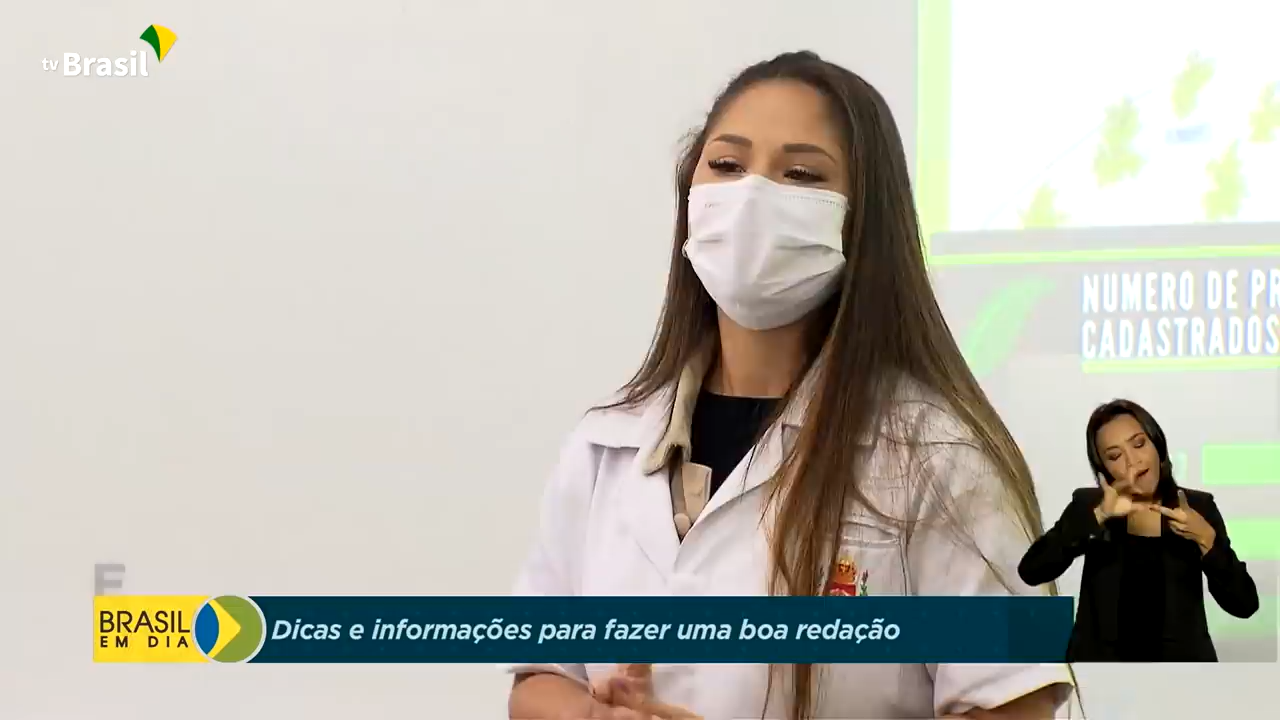 tv Brasil
NUMERO DE PR
CADASTRADOS
E
BRASIL
EM DIA
Dicas e informações para fazer uma boa redação